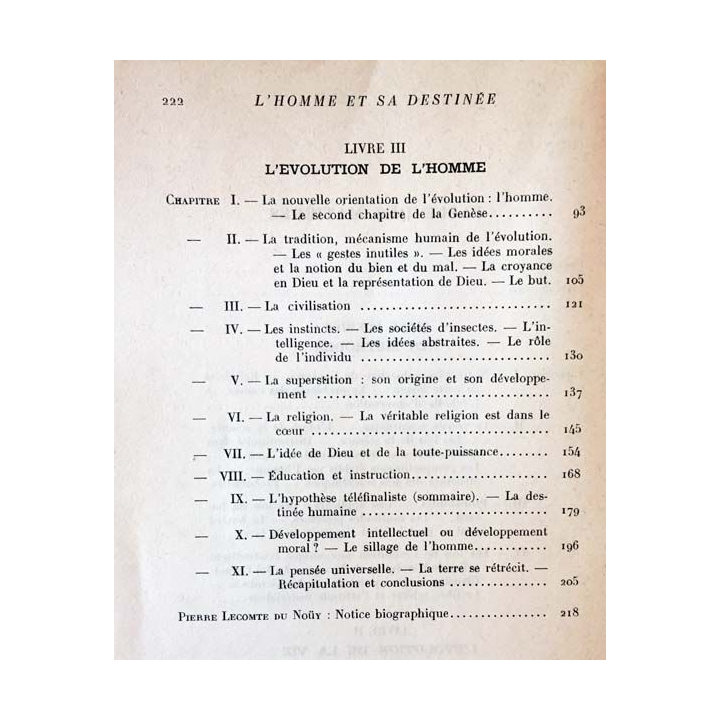 222 L'HOMME ET SA DESTINÉE
LIVRE III
L'EVOLUTION DE L'HOMME
CHAPITRE I. — La nouvelle orientation de l'évolution : l'homme.
— Le second chapitre de la Genèse.......... 93
— II. — La tradition, mécanisme humain de l'évolution.
— Les « gestes inutiles ». — Les idées morales
et la notion du bien et du mal. — La croyance
en Dieu et la représentation de Dieu. — Le but. 105
— III. — La civilisation .............................. 121
— IV. — Les instincts. — Les sociétés d'insectes. — L'in-
telligence. — Les idées abstraites. — Le rôle
de l'individu .............................. 130
— V. — La superstition : son origine et son développe-
ment .................................... 137
— VI. — La religion. — La véritable religion est dans le
cœur ..................................... 145
— VII. — L'idée de Dieu et de la toute-puissance........ 154
— VIII. — Éducation et instruction...................... 168
— IX. — L'hypothèse téléfinaliste (sommaire). — La des-
tinée humaine .............................. 179
— X. — Développement intellectuel ou développement
moral ? — Le sillage de l'homme............ 196
— XI. — La pensée universelle. — La terre se rétrécit. —
Récapitulation et conclusions ................ 205
PIERRE LECOMTE DU NOÜY : Notice biographique.................. 218